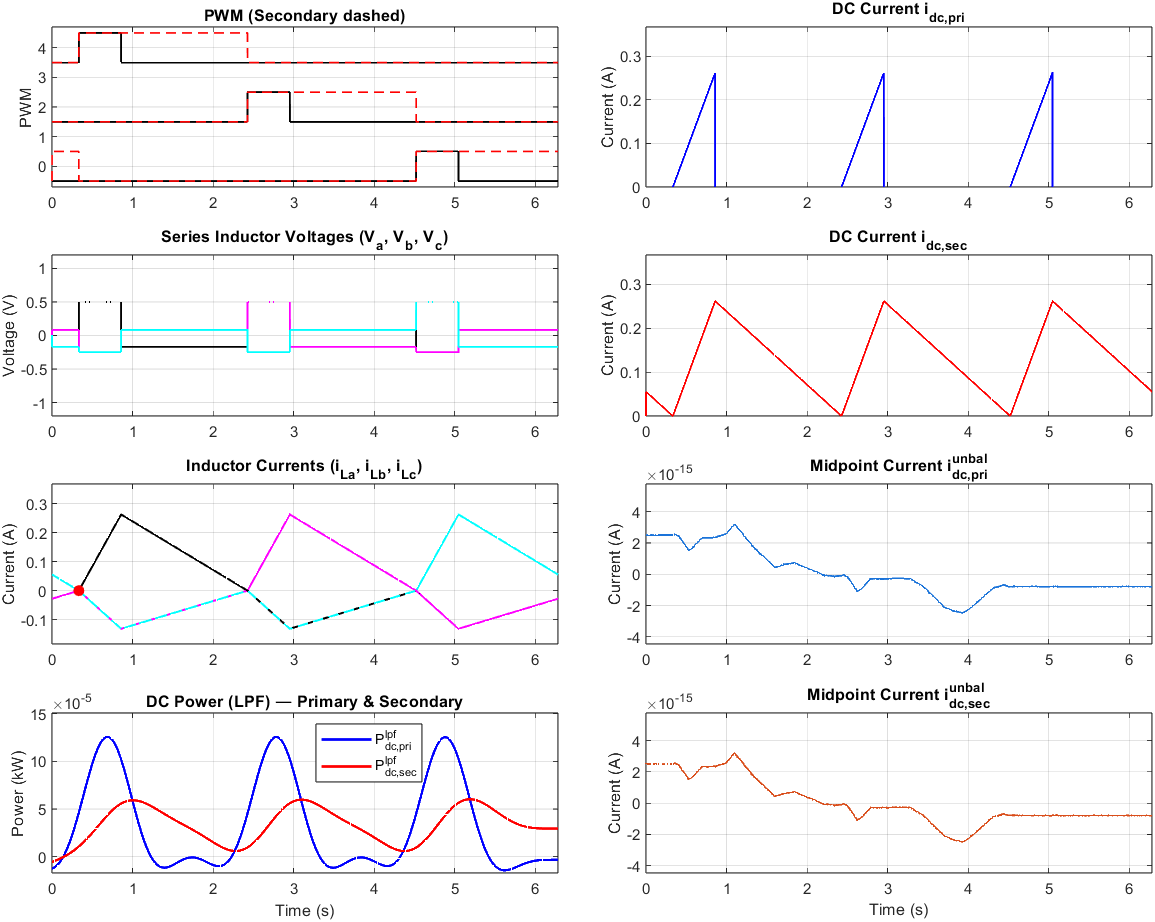 PWM (Secondary dashed)
PWM
4
3
2
1
0
0 1 2 3 4 5 6
DC Current i_dc,pri
Current (A)
0.3
0.2
0.1
0
0 1 2 3 4 5 6
Series Inductor Voltages (V_a, V_b, V_c)
Voltage (V)
1
0.5
0
-0.5
-1
0 1 2 3 4 5 6
DC Current i_dc,sec
Current (A)
0.3
0.2
0.1
0
0 1 2 3 4 5 6
Inductor Currents (i_La, i_Lb, i_Lc)
Current (A)
0.3
0.2
0.1
0
-0.1
0 1 2 3 4 5 6
Midpoint Current i_dc,pri^unbal
×10^-15
Current (A)
4
2
0
-2
-4
0 1 2 3 4 5 6
DC Power (LPF) — Primary & Secondary
×10^-5
Power (kW)
15
10
5
0
P_dc,pri^lpf
P_dc,sec^lpf
0 1 2 3 4 5 6
Time (s)
Midpoint Current i_dc,sec^unbal
×10^-15
Current (A)
4
2
0
-2
-4
0 1 2 3 4 5 6
Time (s)